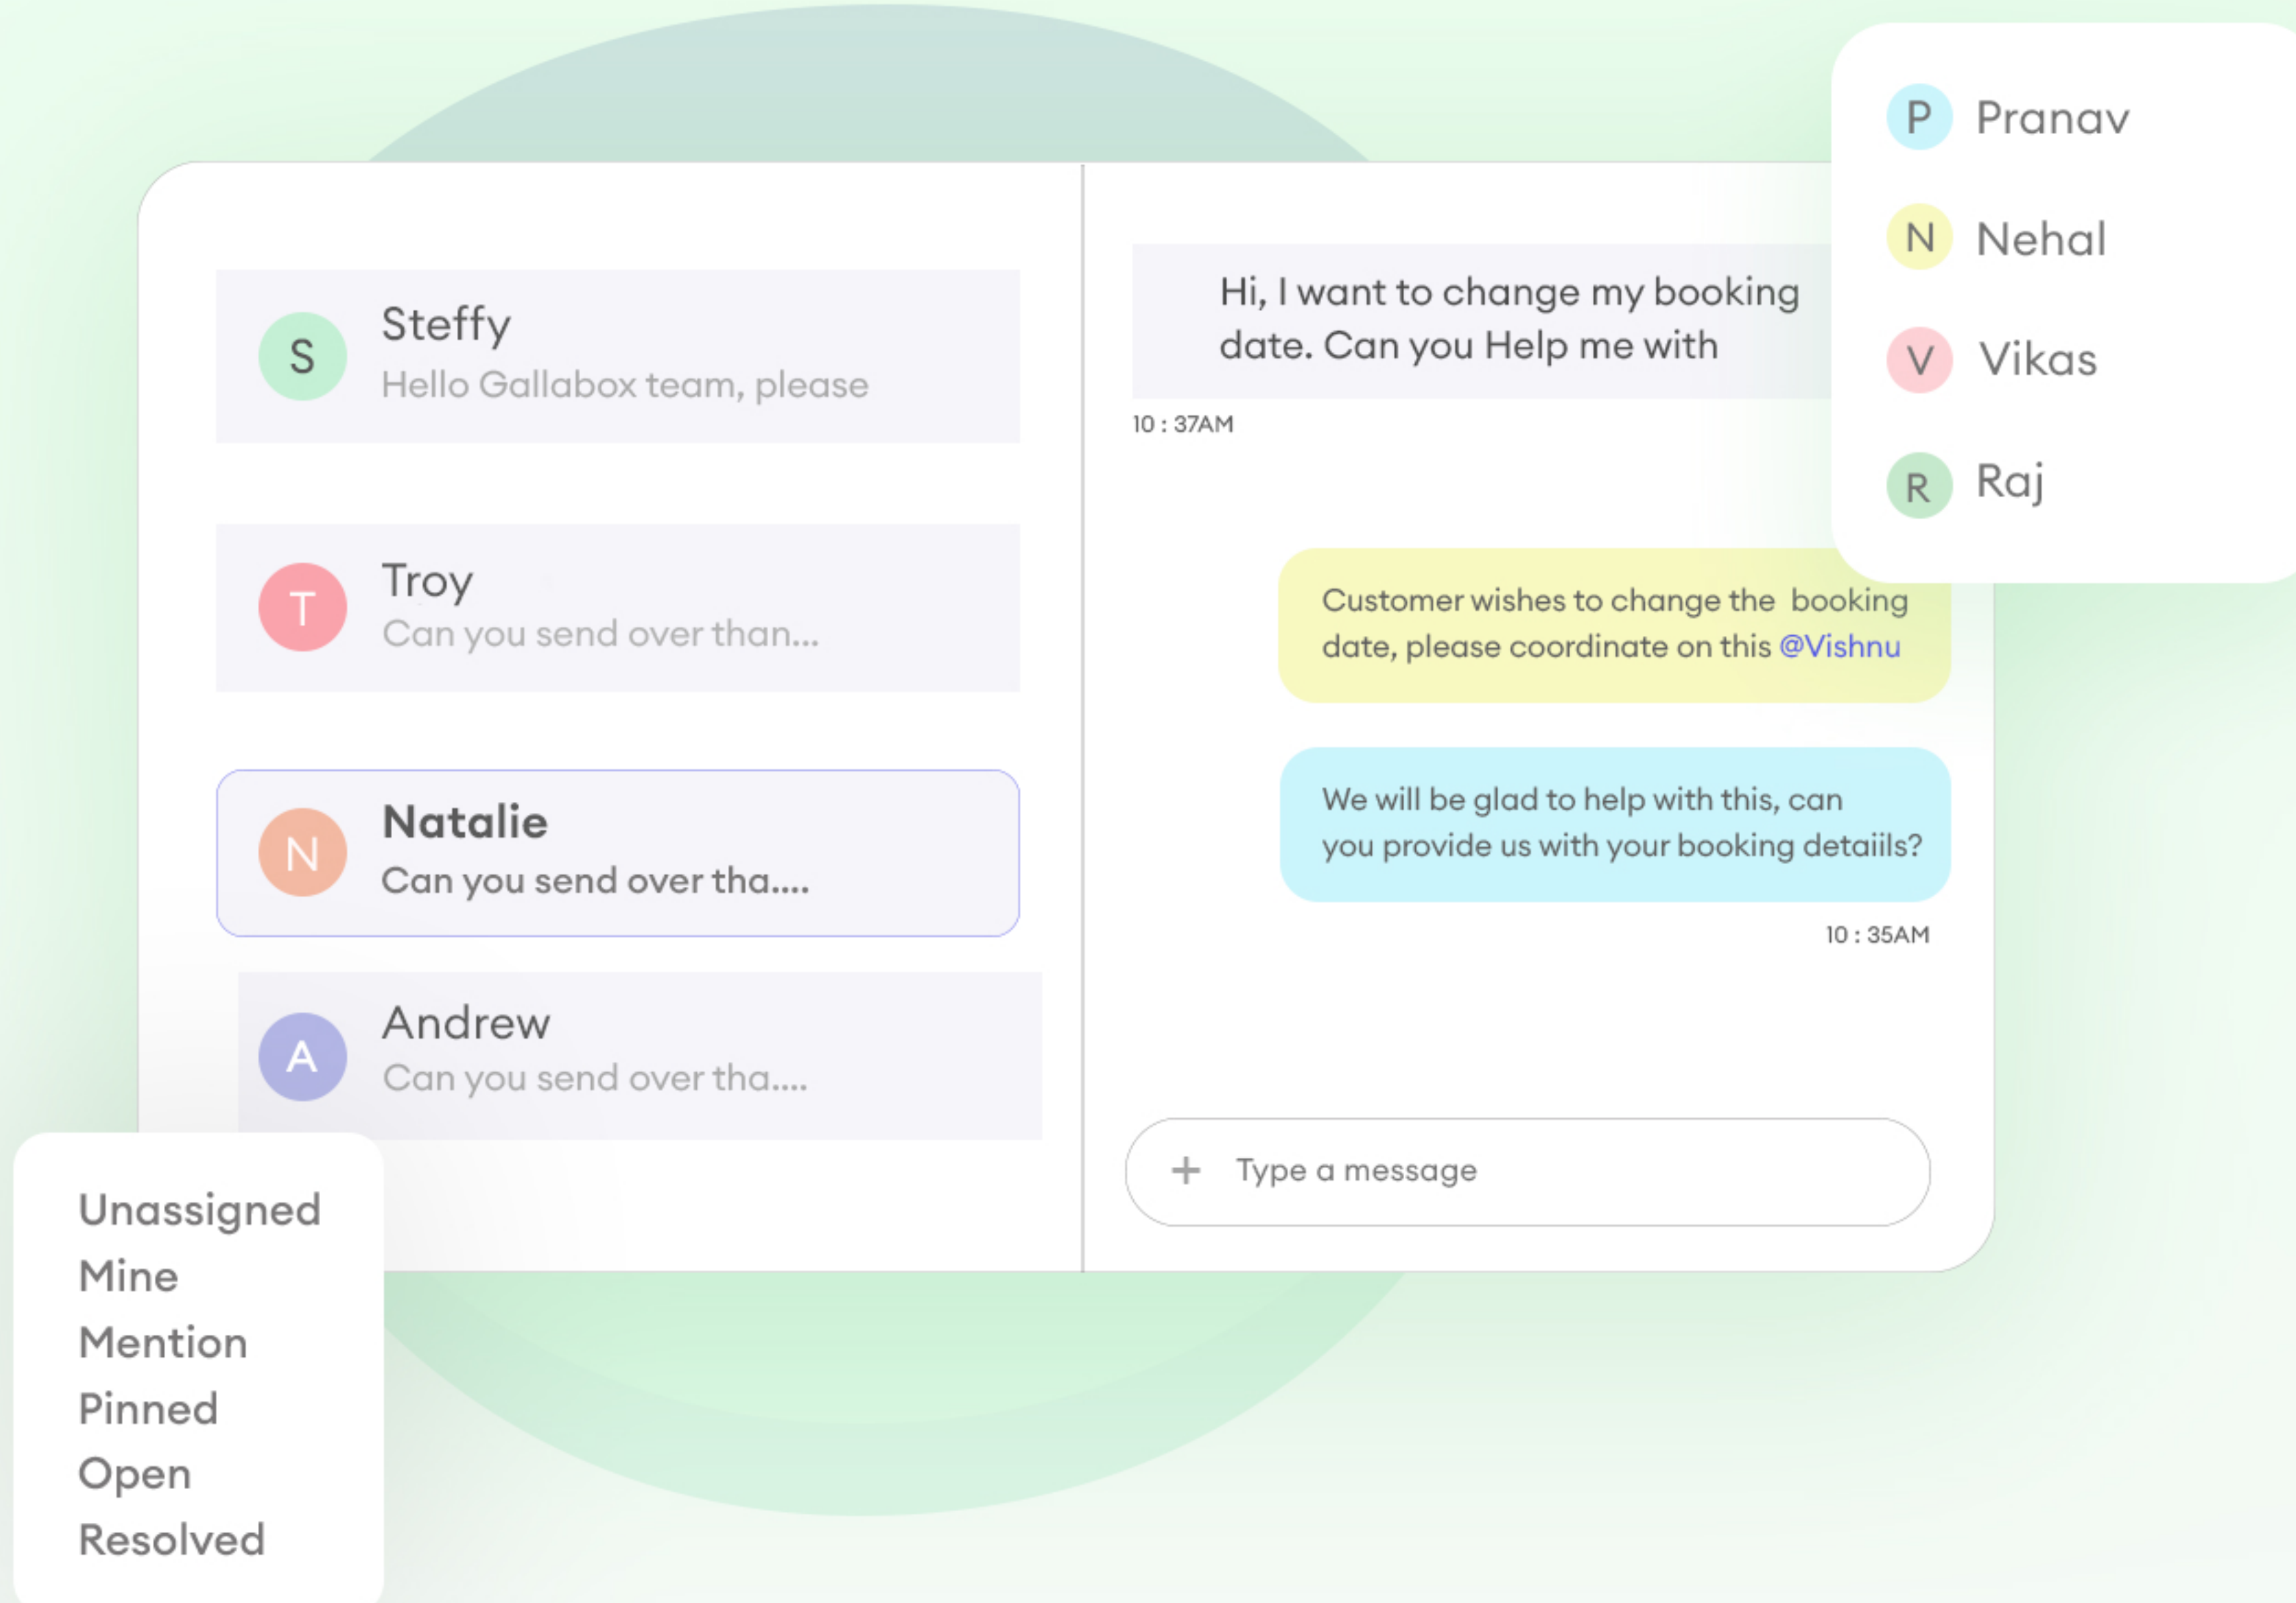 S
Steffy
Hello Gallabox team, please
T
Troy
Can you send over than...
N
Natalie
Can you send over tha....
A
Andrew
Can you send over tha....
Unassigned
Mine
Mention
Pinned
Open
Resolved
Hi, I want to change my booking
date. Can you Help me with
10 : 37AM
Customer wishes to change the booking
date, please coordinate on this @Vishnu
We will be glad to help with this, can
you provide us with your booking detaiils?
10 : 35AM
+ Type a message
P Pranav
N Nehal
V Vikas
R Raj